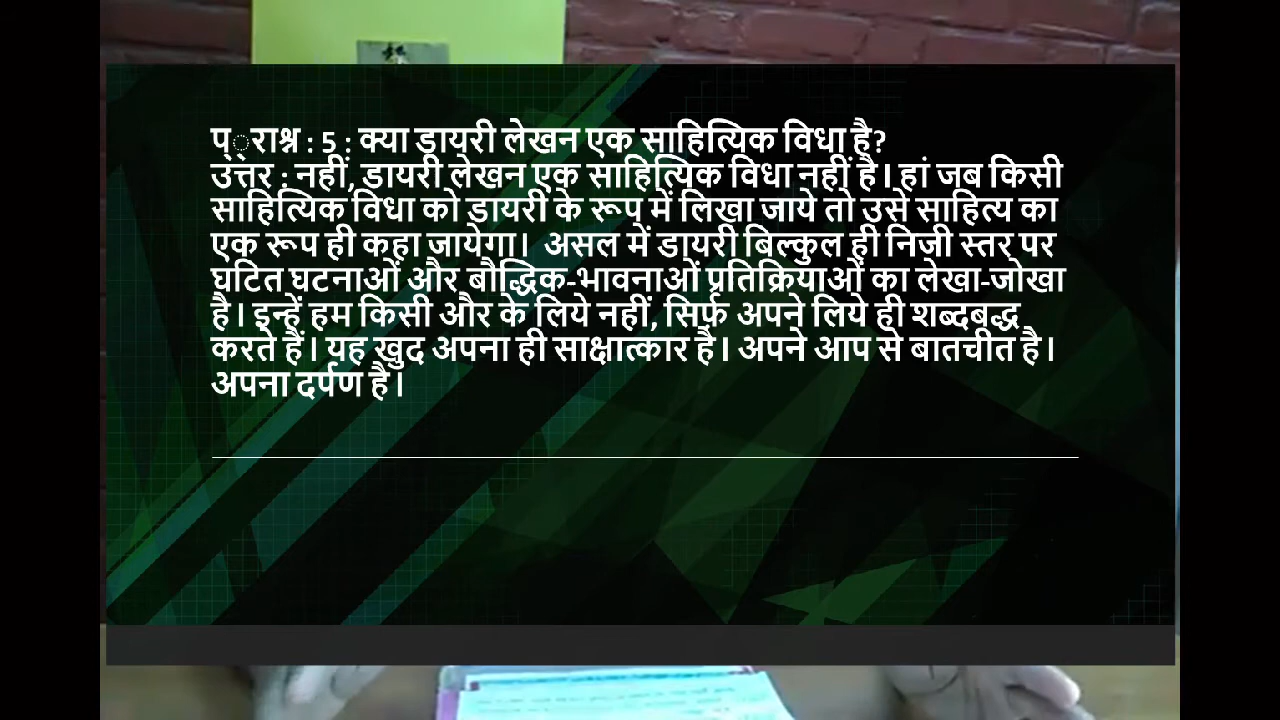 प््राश्न : 5 : क्या डायरी लेखन एक साहित्यिक विधा है?
उत्तर : नहीं, डायरी लेखन एक साहित्यिक विधा नहीं है। हां जब किसी
साहित्यिक विधा को डायरी के रूप में लिखा जाये तो उसे साहित्य का
एक रूप ही कहा जायेगा। असल में डायरी बिल्कुल ही निजी स्तर पर
घटित घटनाओं और बौद्धिक-भावनाओं प्रतिक्रियाओं का लेखा-जोखा
है। इन्हें हम किसी और के लिये नहीं, सिर्फ़ अपने लिये ही शब्दबद्ध
करते हैं। यह खुद अपना ही साक्षात्कार है। अपने आप से बातचीत है।
अपना दर्पण है।